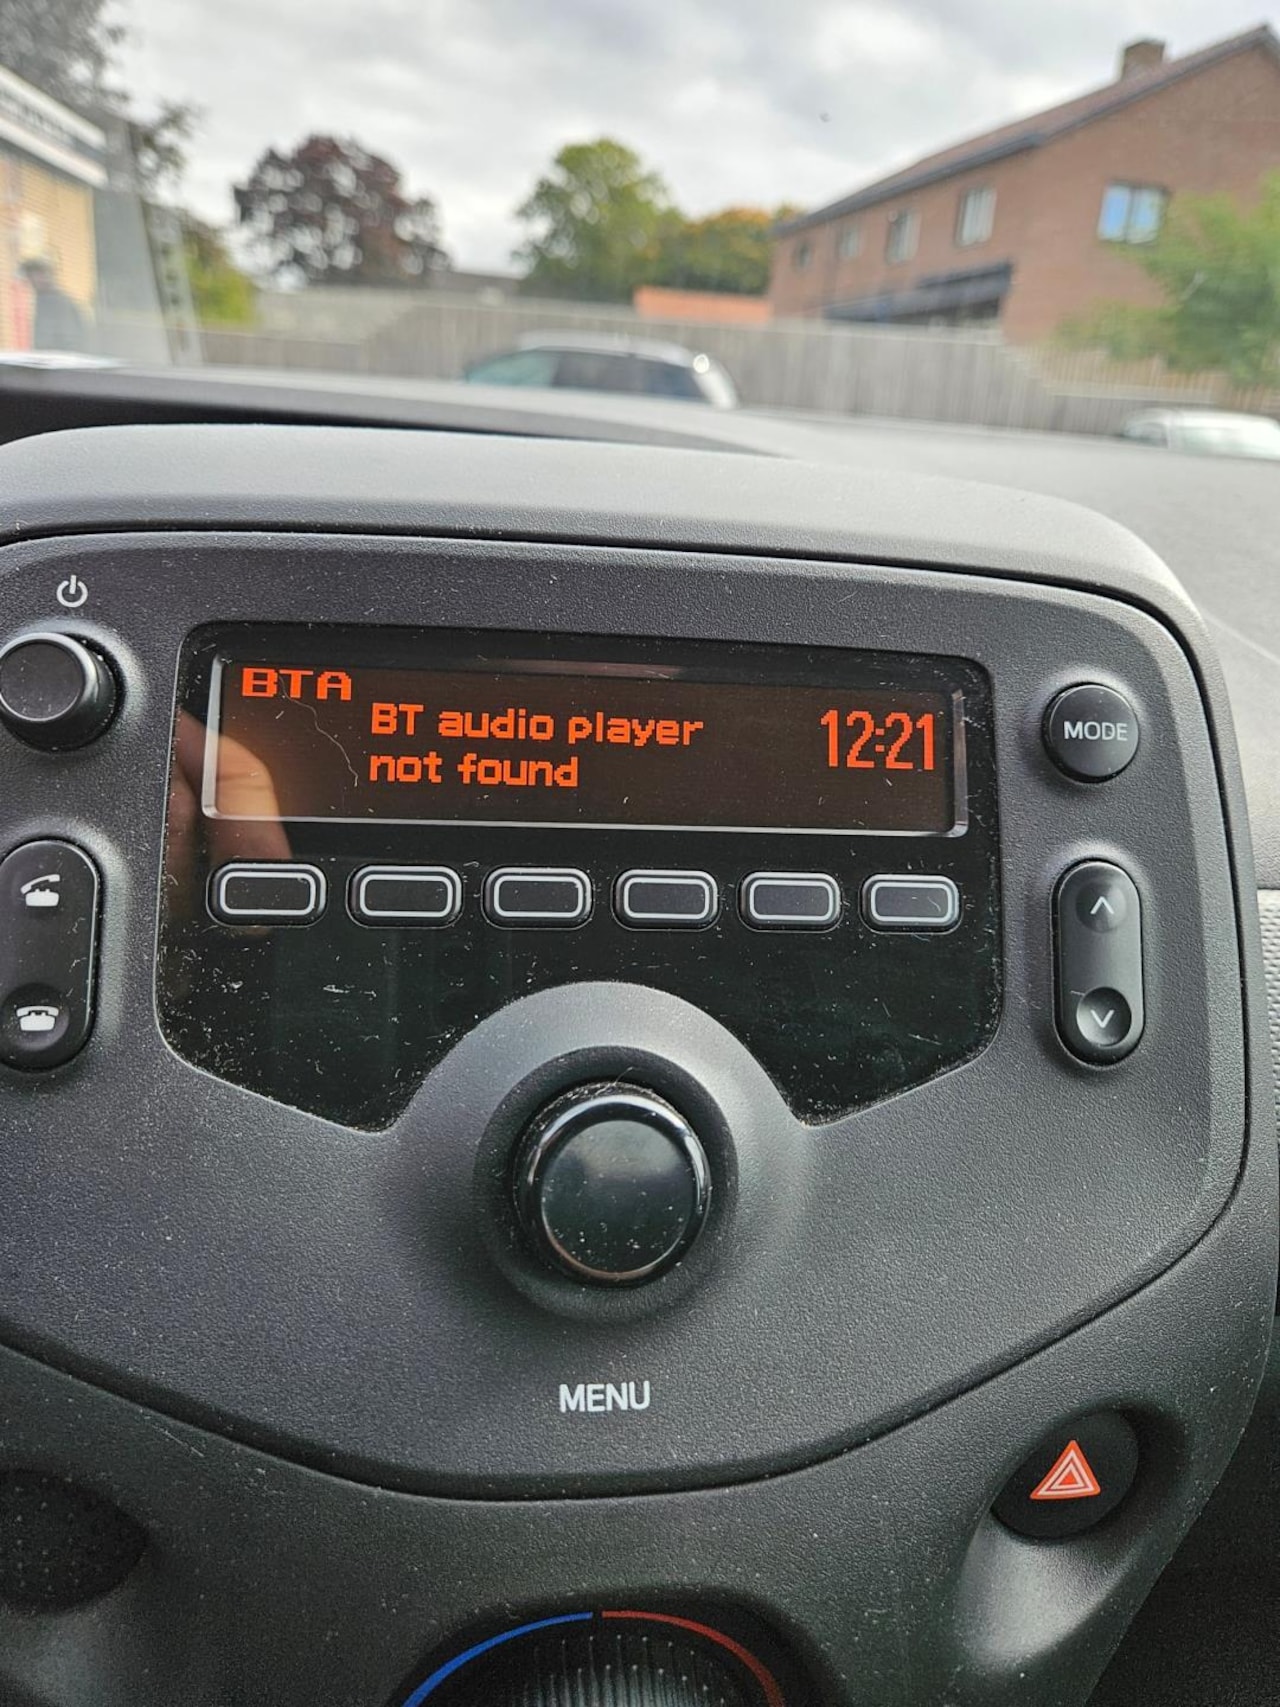 BTA
BT audio player
not found
12:21
MODE
MENU